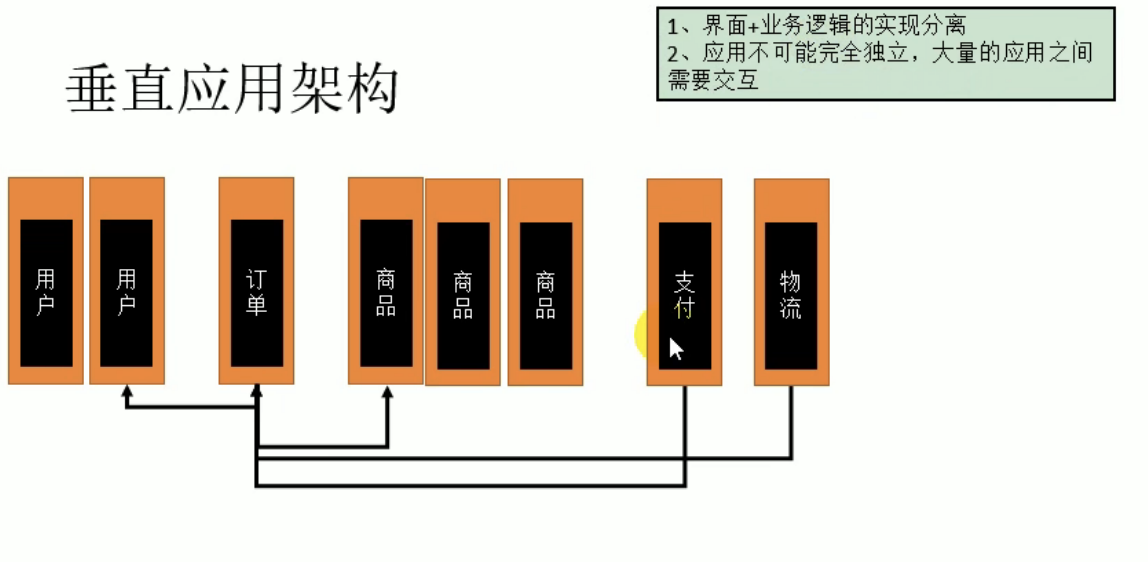 1、界面+业务逻辑的实现分离
2、应用不可能完全独立，大量的应用之间
需要交互
垂直应用架构
用户
用户
订单
商品
商品
商品
支付
物流